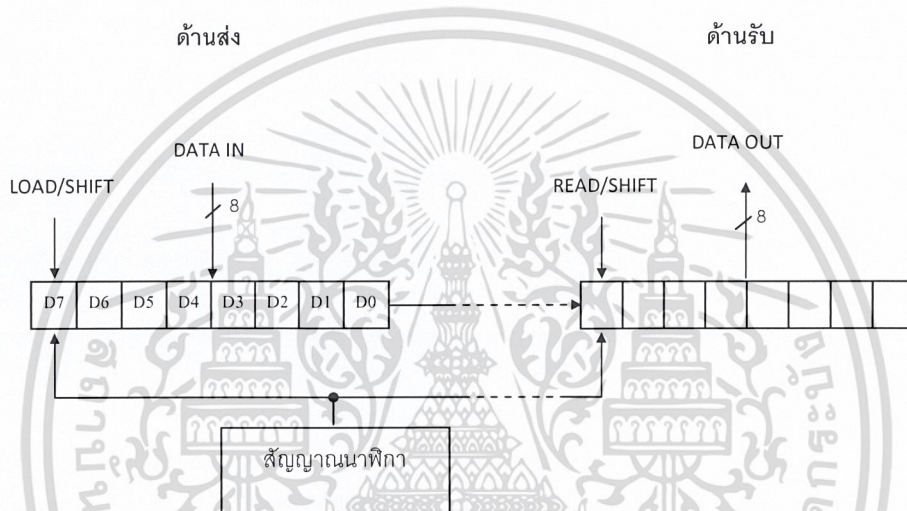 ด้านส่ง ด้านรับ
DATA IN DATA OUT
LOAD/SHIFT READ/SHIFT
8 8
D7 D6 D5 D4 D3 D2 D1 D0
สัญญาณนาฬิกา